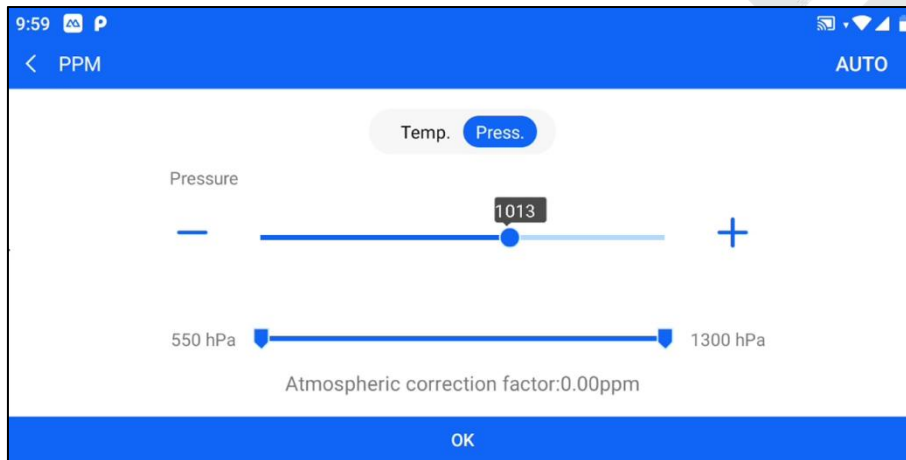 9:59
PPM AUTO
Temp. Press.
Pressure
1013
550 hPa 1300 hPa
Atmospheric correction factor:0.00ppm
OK